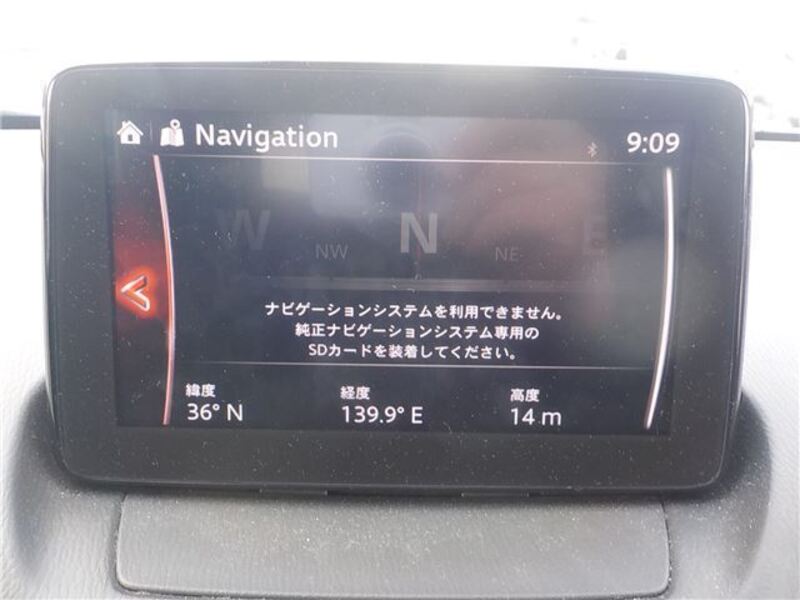 Navigation
9:09
W NW N NE E
ナビゲーションシステムを利用できません。
純正ナビゲーションシステム専用の
SDカードを装着してください。
緯度 経度 高度
36° N 139.9° E 14 m